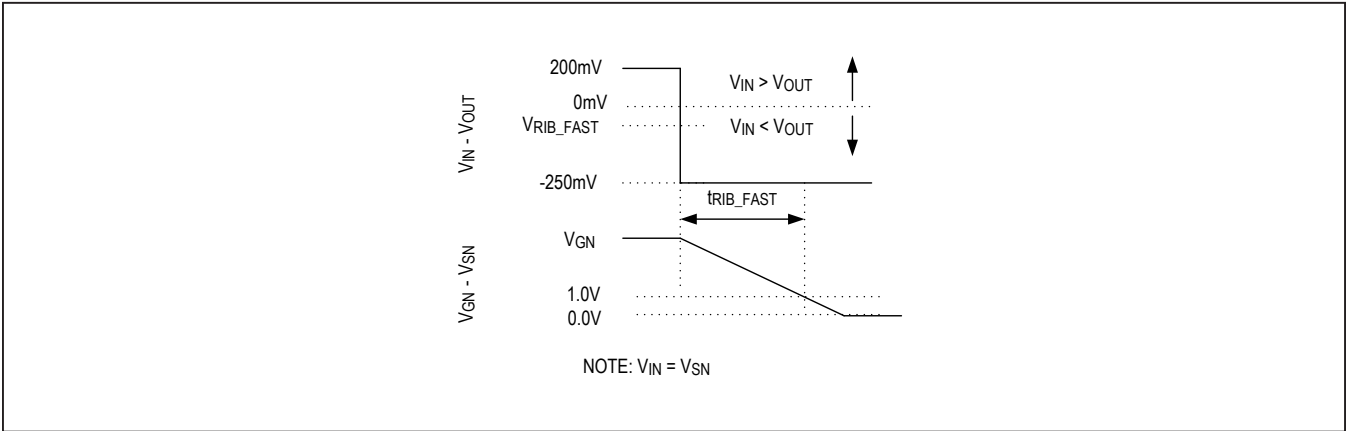 200mV
VIN > VOUT
0mV
VRIB_FAST
VIN < VOUT
VIN - VOUT
-250mV
tRIB_FAST
VGN
VGN - VSN
1.0V
0.0V
NOTE: VIN = VSN